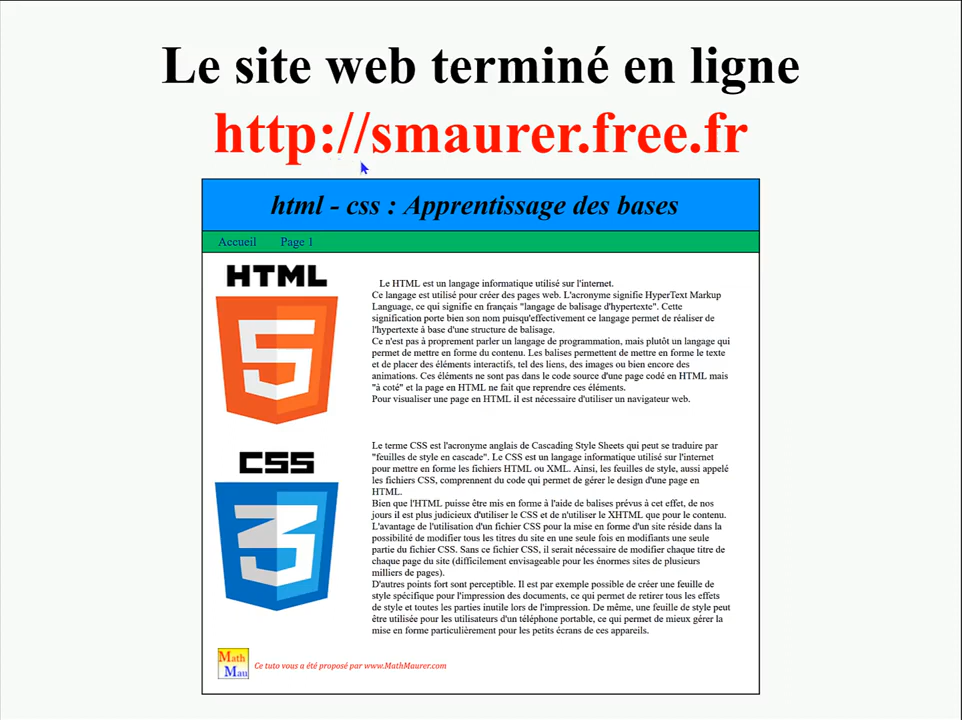 Le site web terminé en ligne
http://smaurer.free.fr
html - css : Apprentissage des bases
Accueil Page 1
HTML
5
Le HTML est un langage informatique utilisé sur l'internet.
Ce langage est utilisé pour créer des pages web. L'acronyme signifie HyperText Markup
Language, ce qui signifie en français "langage de balisage d'hypertexte". Cette
signification porte bien son nom puisqu'effectivement ce langage permet de réaliser de
l'hypertexte à base d'une structure de balisage.
Ce n'est pas à proprement parler un langage de programmation, mais plutôt un langage qui
permet de mettre en forme du contenu. Les balises permettent de mettre en forme le texte
et de placer des éléments interactifs, tel des liens, des images ou bien encore des
animations. Ces éléments ne sont pas dans le code source d'une page codé en HTML mais
"à coté" et la page en HTML ne fait que reprendre ces éléments.
Pour visualiser une page en HTML il est nécessaire d'utiliser un navigateur web.
CSS
3
Le terme CSS est l'acronyme anglais de Cascading Style Sheets qui peut se traduire par
"feuilles de style en cascade". Le CSS est un langage informatique utilisé sur l'internet
pour mettre en forme les fichiers HTML ou XML. Ainsi, les feuilles de style, aussi appelé
les fichiers CSS, comprennent du code qui permet de gérer le design d'une page en
HTML.
Bien que l'HTML puisse être mis en forme à l'aide de balises prévus à cet effet, de nos
jours il est plus judicieux d'utiliser le CSS et de n'utiliser le XHTML que pour le contenu.
L'avantage de l'utilisation d'un fichier CSS pour la mise en forme d'un site réside dans la
possibilité de modifier tous les titres du site en une seule fois en modifiants une seule
partie du fichier CSS. Sans ce fichier CSS, il serait nécessaire de modifier chaque titre de
chaque page du site (difficilement envisageable pour les énormes sites de plusieurs
milliers de pages).
D'autres points fort sont perceptible. Il est par exemple possible de créer une feuille de
style spécifique pour l'impression des documents, ce qui permet de retirer tous les effets
de style et toutes les parties inutile lors de l'impression. De même, une feuille de style peut
être utilisée pour les utilisateurs d'un téléphone portable, ce qui permet de mieux gérer la
mise en forme particulièrement pour les petits écrans de ces appareils.
Math
Mau
Ce tuto vous a été proposé par www.MathMaurer.com